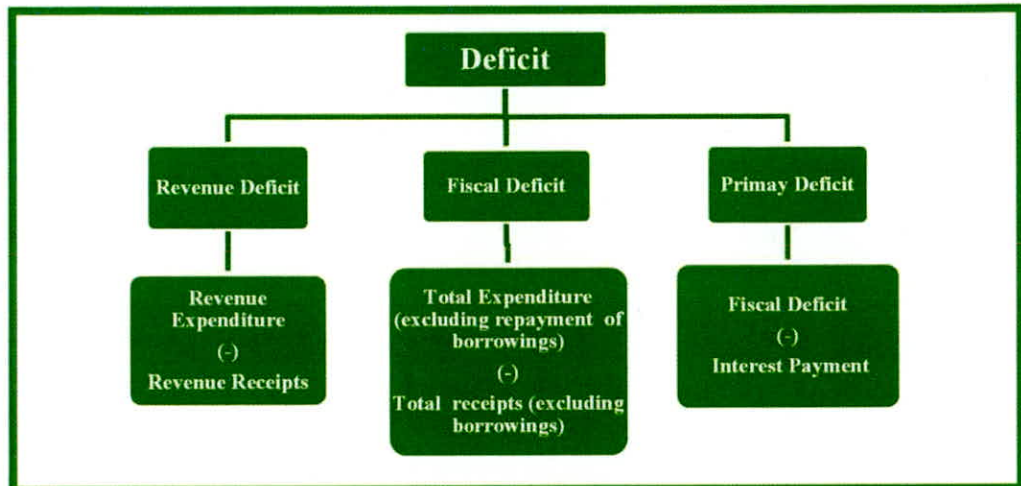 Deficit
Revenue Deficit
Fiscal Deficit
Primay Deficit
Revenue
Expenditure
(-)
Revenue Receipts
Total Expenditure
(excluding repayment of
borrowings)
(-)
Total receipts (excluding
borrowings)
Fiscal Deficit
(-)
Interest Payment